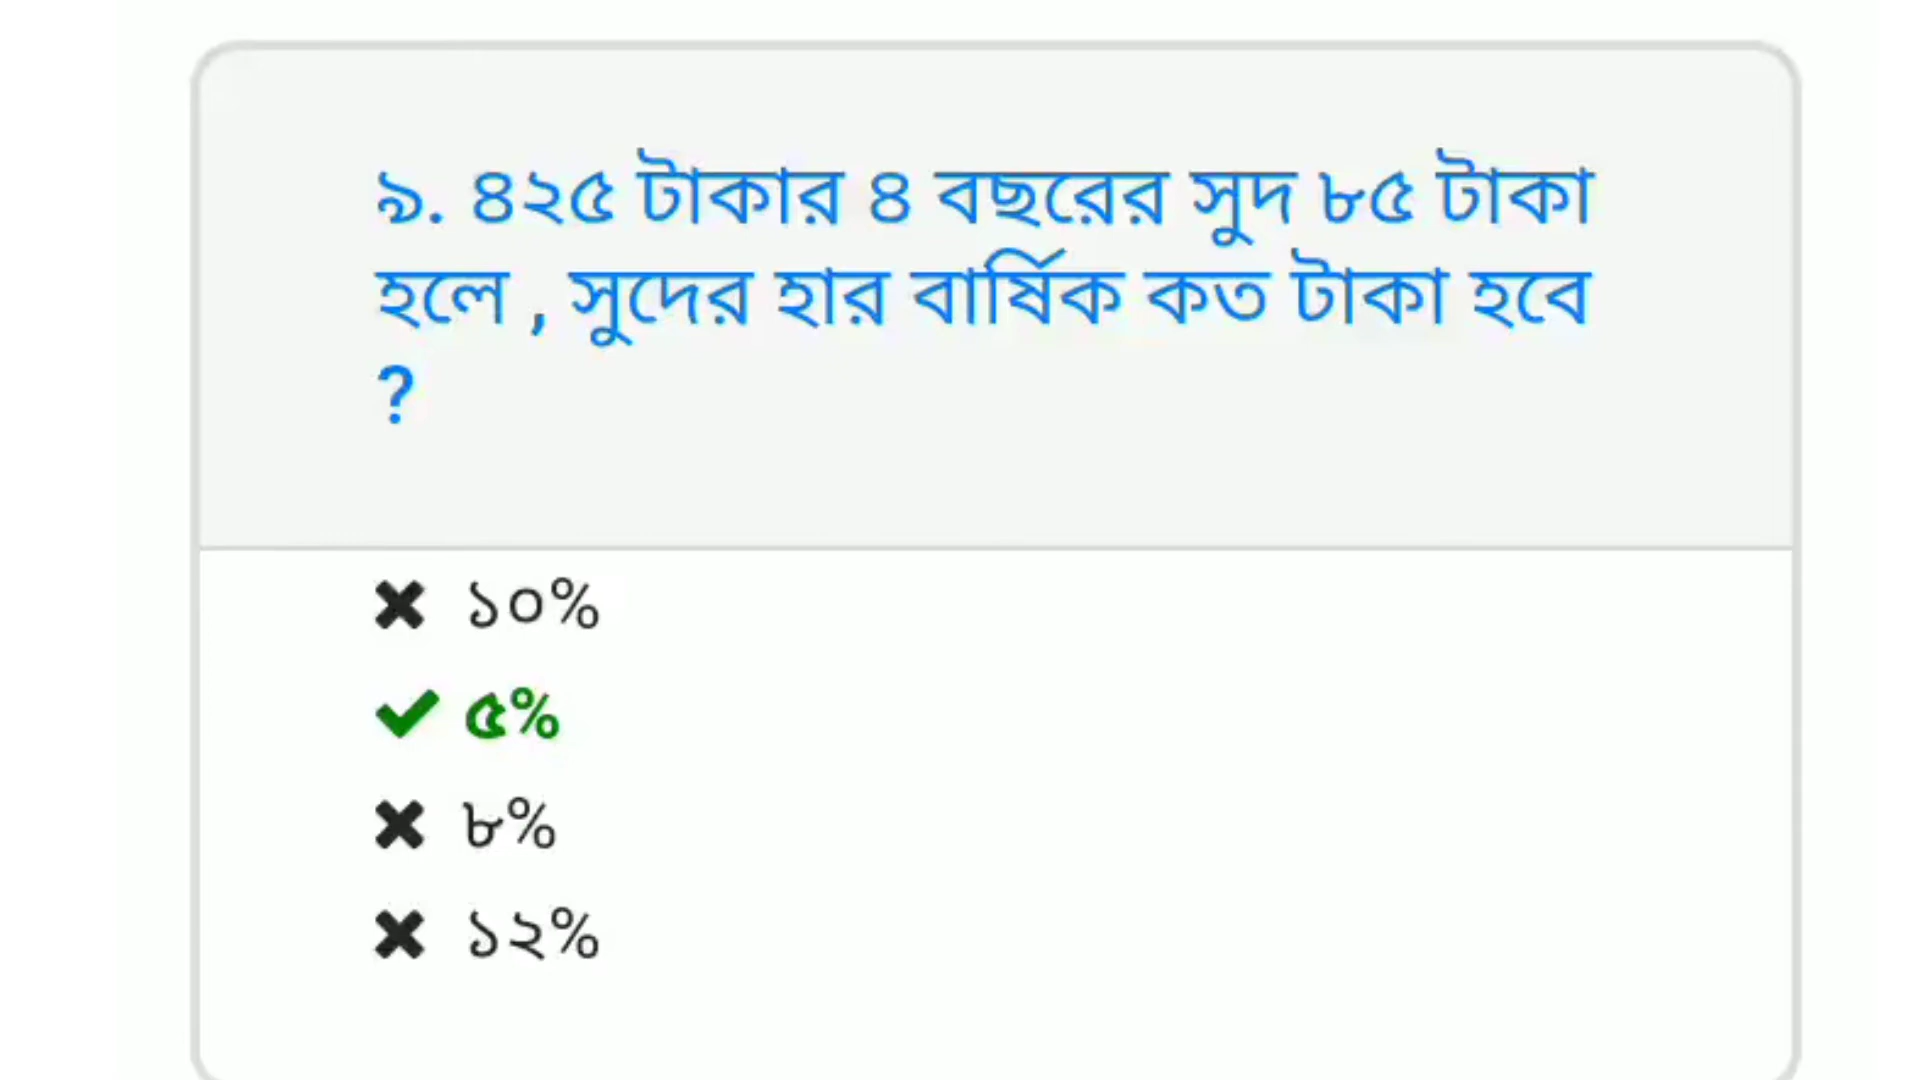 ৯. ৪২৫ টাকার ৪ বছরের সুদ ৮৫ টাকা
হলে , সুদের হার বার্ষিক কত টাকা হবে
?
১০%
৫%
৮%
১২%